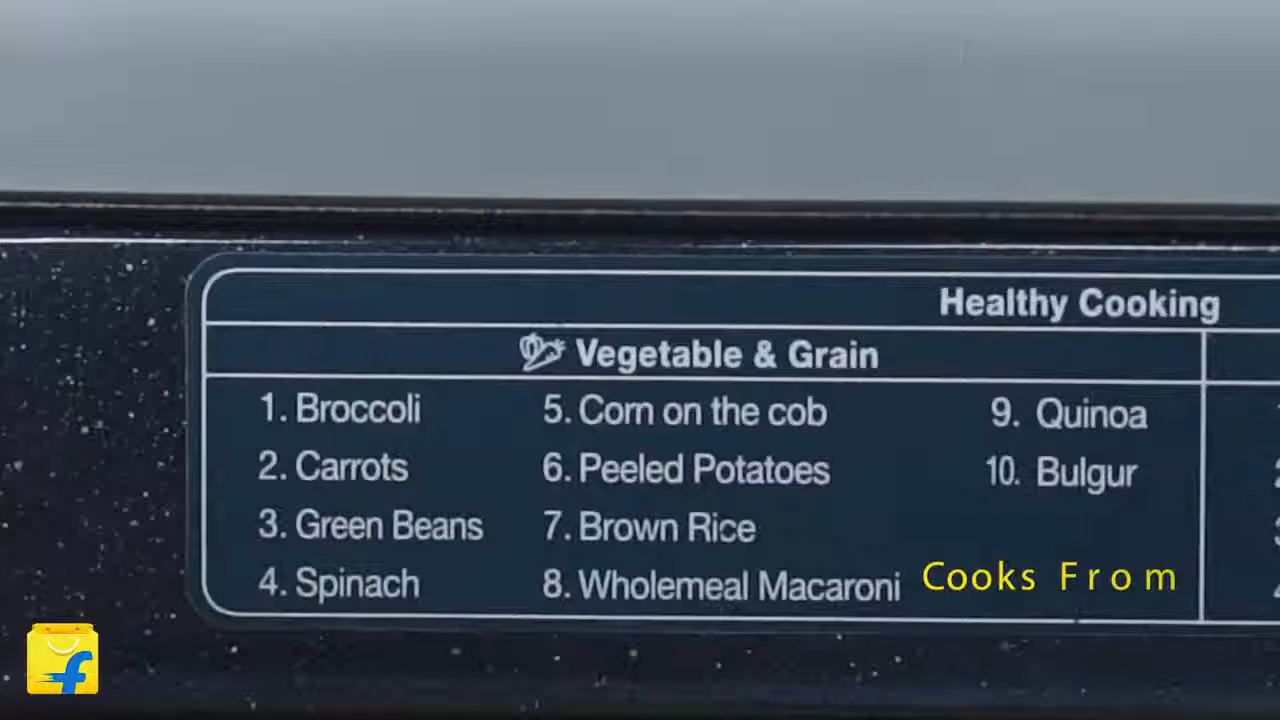 Healthy Cooking
Vegetable & Grain
1. Broccoli
2. Carrots
3. Green Beans
4. Spinach
5. Corn on the cob
6. Peeled Potatoes
7. Brown Rice
8. Wholemeal Macaroni
9. Quinoa
10. Bulgur
Cooks From
f